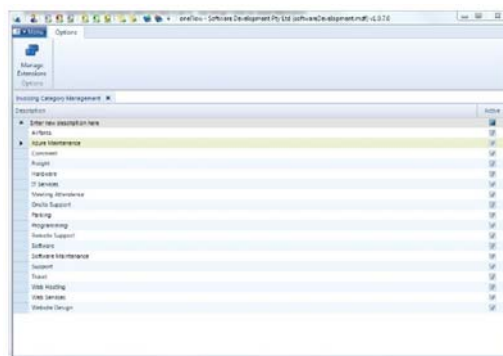 oneFlow - Software Development Pty Ltd (softwareDevelopment.mdf) v1.0.7.0
Menu Options
Manage
Extensions
Options
Invoicing Category Management
Description Active
Enter new description here
Airfares
Azure Maintenance
Comment
Freight
Hardware
IT Services
Meeting Attendance
Onsite Support
Parking
Programming
Remote Support
Software
Software Maintenance
Support
Travel
Web Hosting
Web Services
Website Design